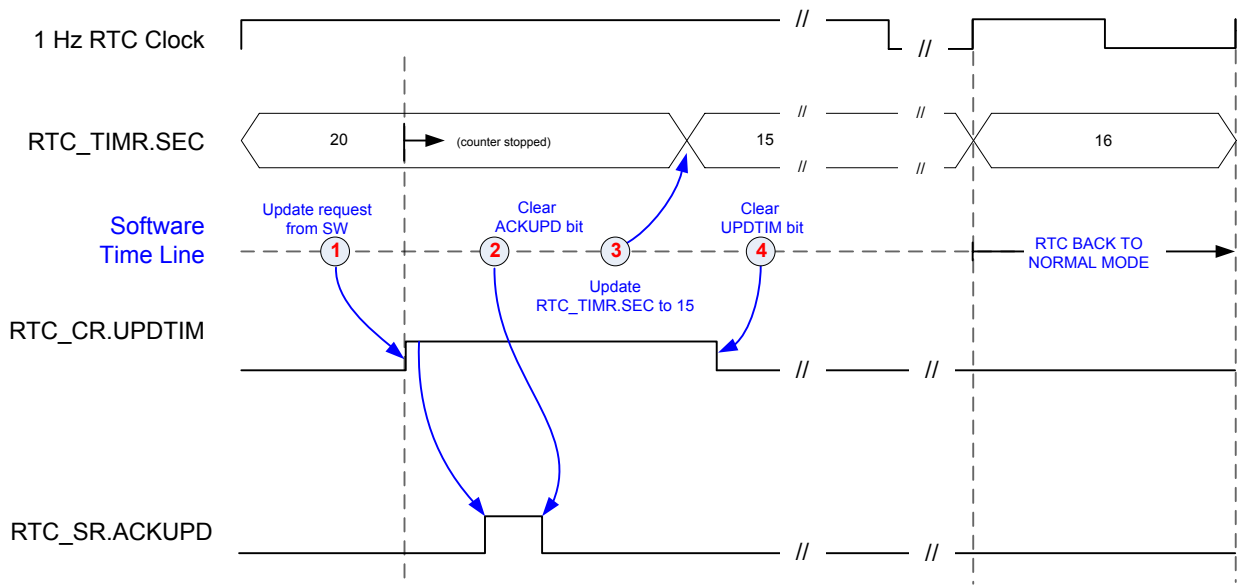 1 Hz RTC Clock
//
//
RTC_TIMR.SEC
20
(counter stopped)
//
//
15
//
//
16
Software
Time Line
Update request
from SW
1
Clear
ACKUPD bit
2
3
Update
RTC_TIMR.SEC to 15
Clear
UPDTIM bit
4
RTC BACK TO
NORMAL MODE
RTC_CR.UPDTIM
//
//
RTC_SR.ACKUPD
//
//